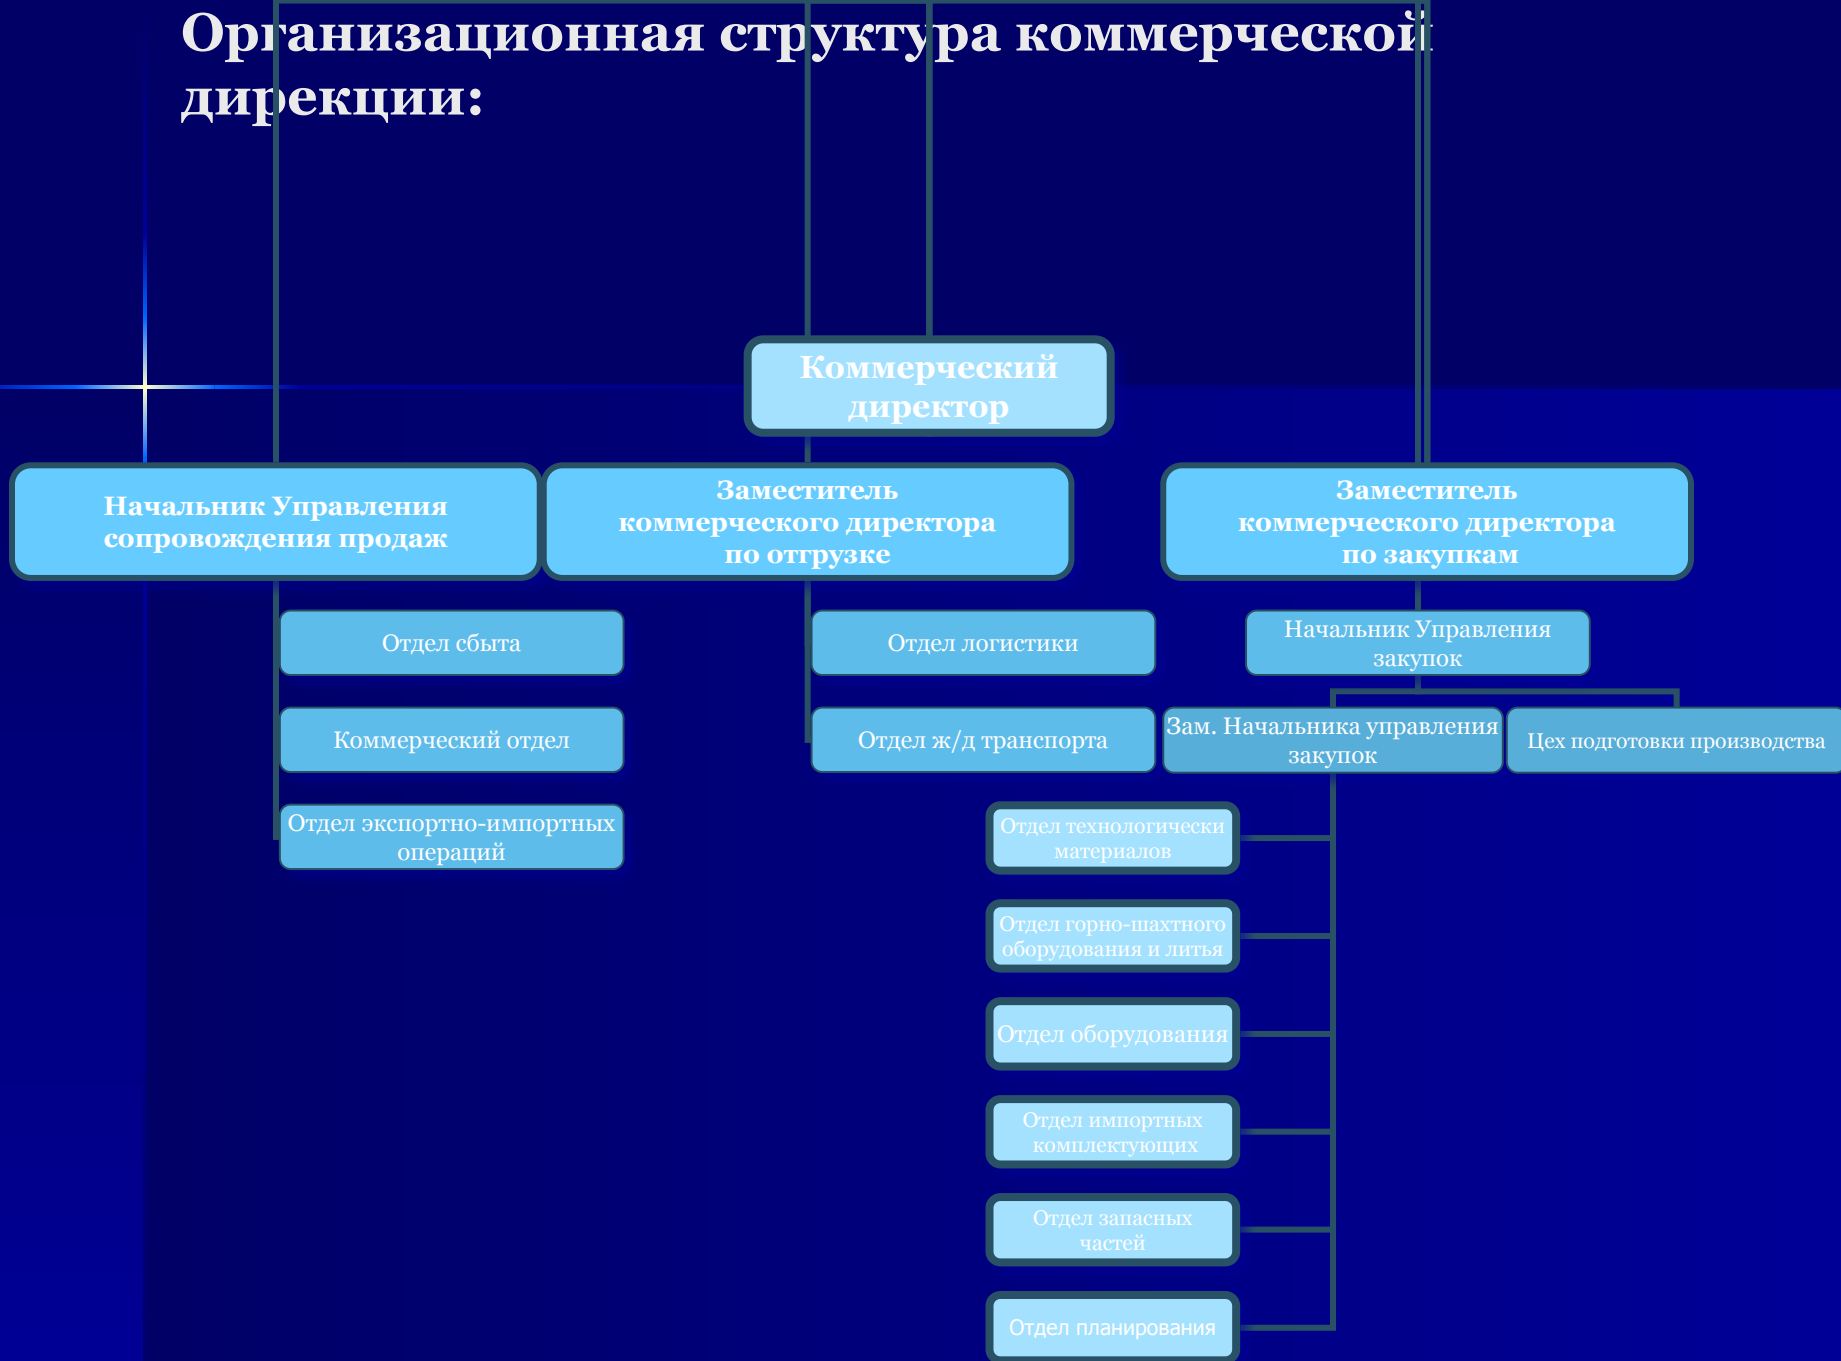 Организационная структура коммерческой
дирекции:
Коммерческий
директор
Начальник Управления
сопровождения продаж
Заместитель
коммерческого директора
по отгрузке
Заместитель
коммерческого директора
по закупкам
Отдел сбыта
Отдел логистики
Начальник Управления
закупок
Коммерческий отдел
Отдел ж/д транспорта
Зам. Начальника управления
закупок
Цех подготовки производства
Отдел экспортно-импортных
операций
Отдел технологически
материалов
Отдел горно-шахтного
оборудования и литья
Отдел оборудования
Отдел импортных
комплектующих
Отдел запасных
частей
Отдел планирования